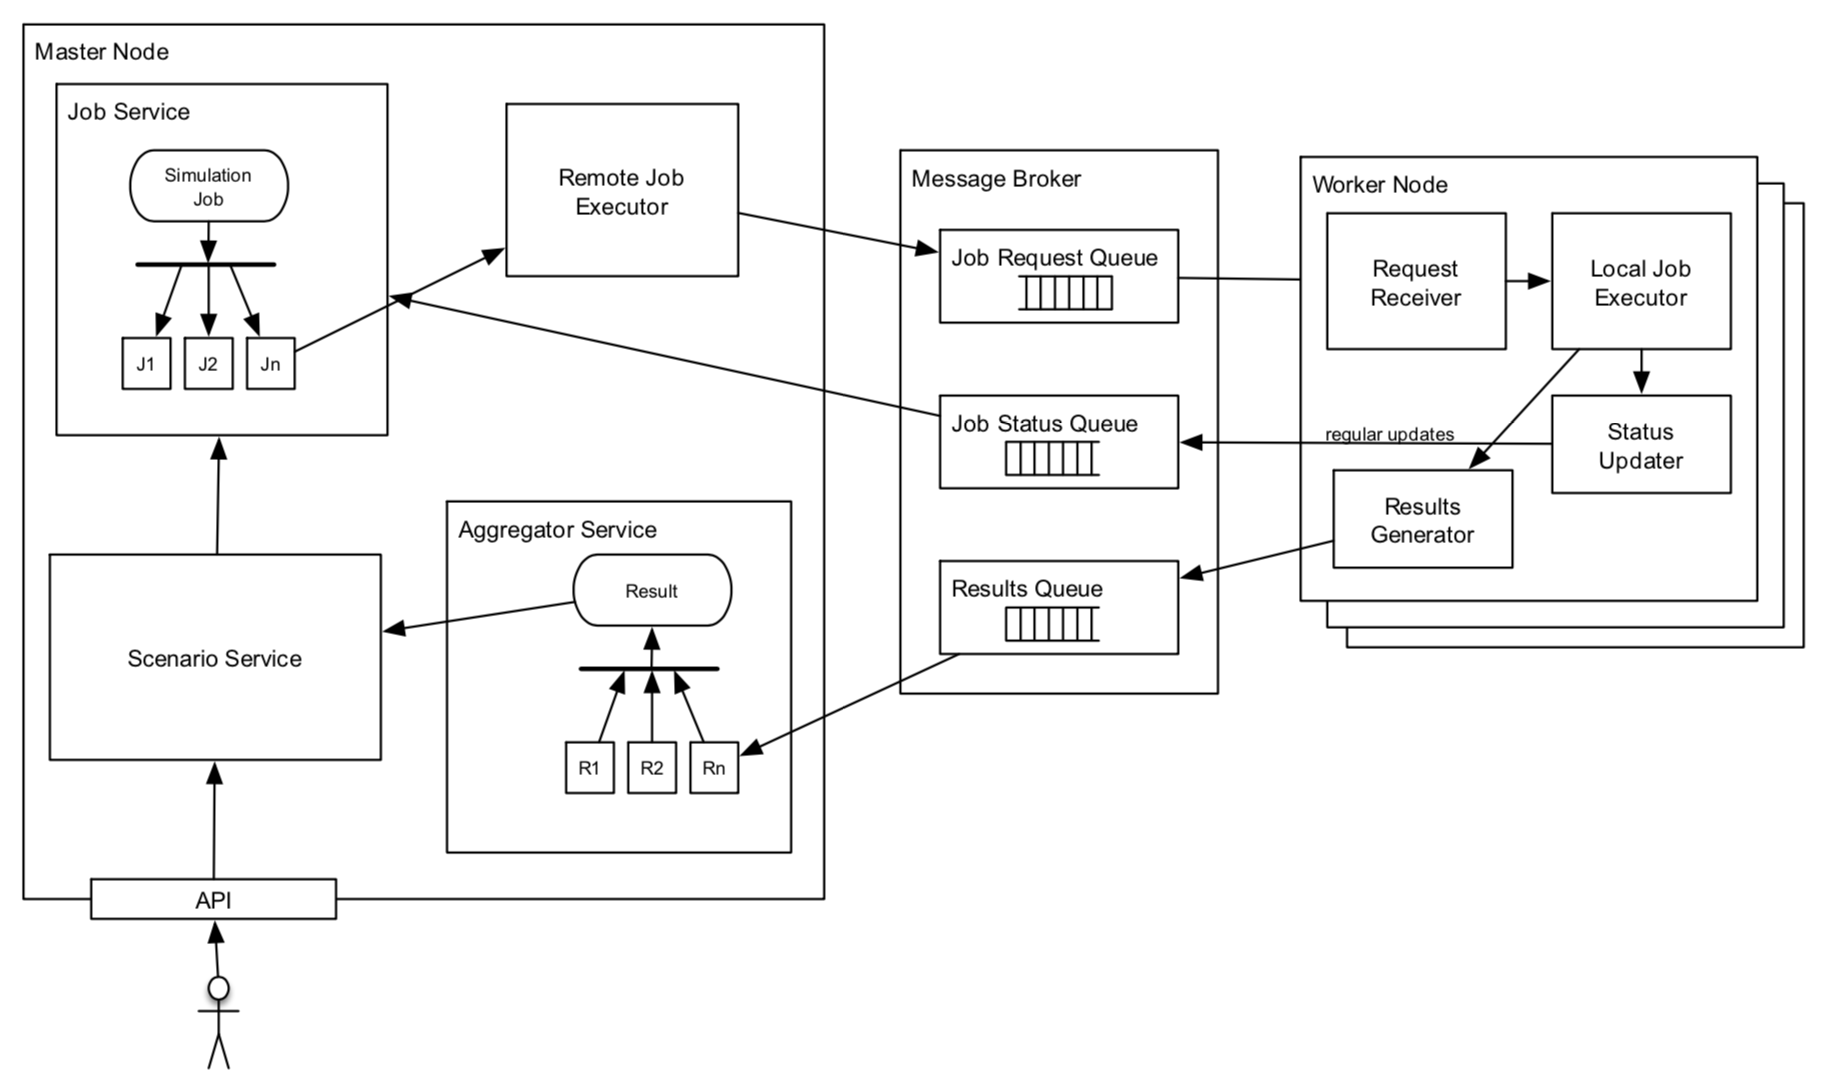 Master Node
Job Service
Simulation
Job
J1
J2
Jn
Remote Job
Executor
Scenario Service
Aggregator Service
Result
R1
R2
Rn
API
Message Broker
Job Request Queue
Job Status Queue
Results Queue
Worker Node
Request
Receiver
Local Job
Executor
regular updates
Status
Updater
Results
Generator